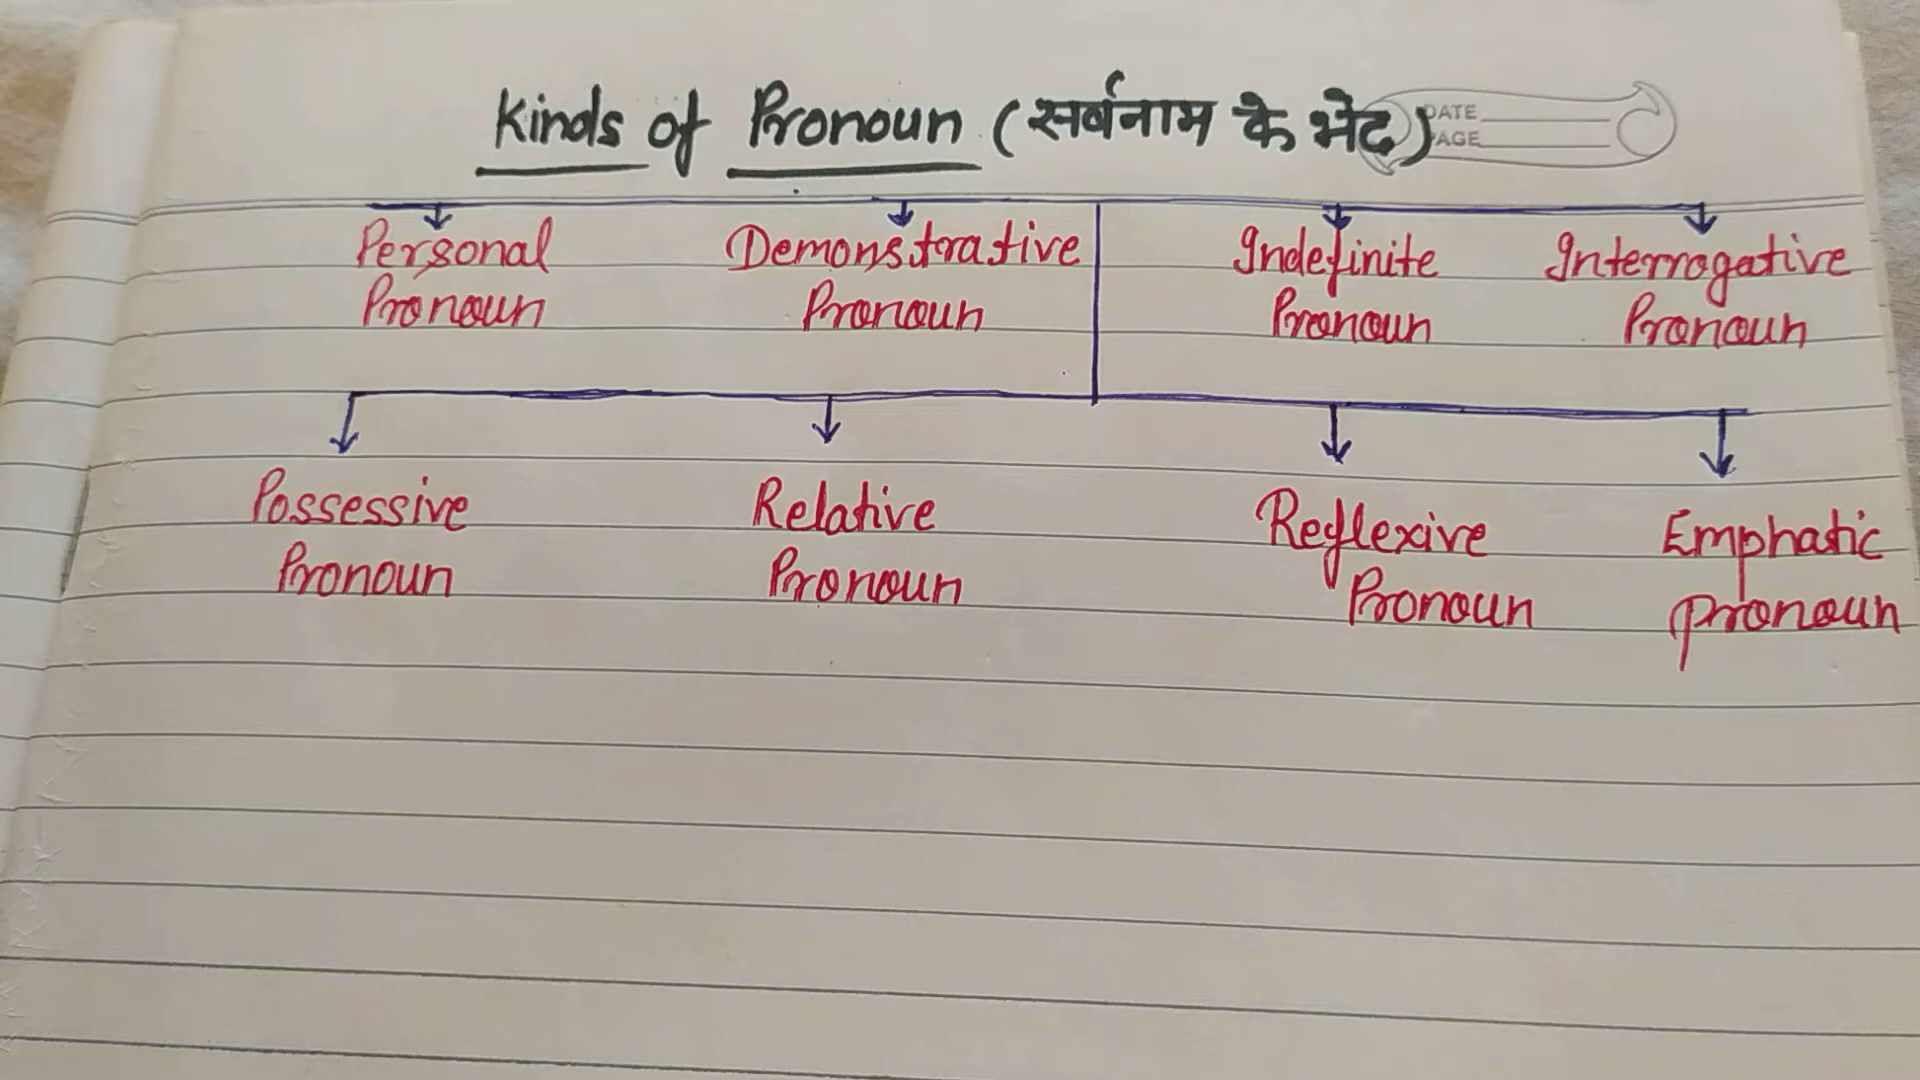 Kinds of Pronoun (सर्वनाम के भेद)
DATE
PAGE
Personal Pronoun
Demonstrative Pronoun
Indefinite Pronoun
Interrogative Pronoun
Possessive Pronoun
Relative Pronoun
Reflexive Pronoun
Emphatic Pronoun